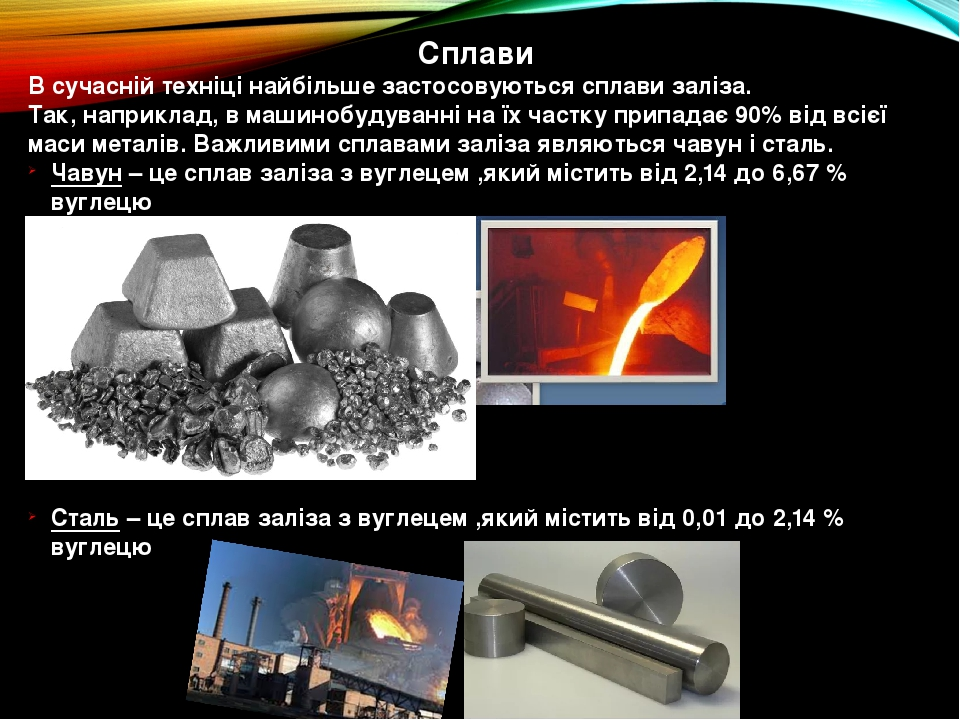 Сплави
В сучасній техніці найбільше застосовуються сплави заліза.
Так, наприклад, в машинобудуванні на їх частку припадає 90% від всієї
маси металів. Важливими сплавами заліза являються чавун і сталь.
Чавун – це сплав заліза з вуглецем ,який містить від 2,14 до 6,67 %
вуглецю
Сталь – це сплав заліза з вуглецем ,який містить від 0,01 до 2,14 %
вуглецю